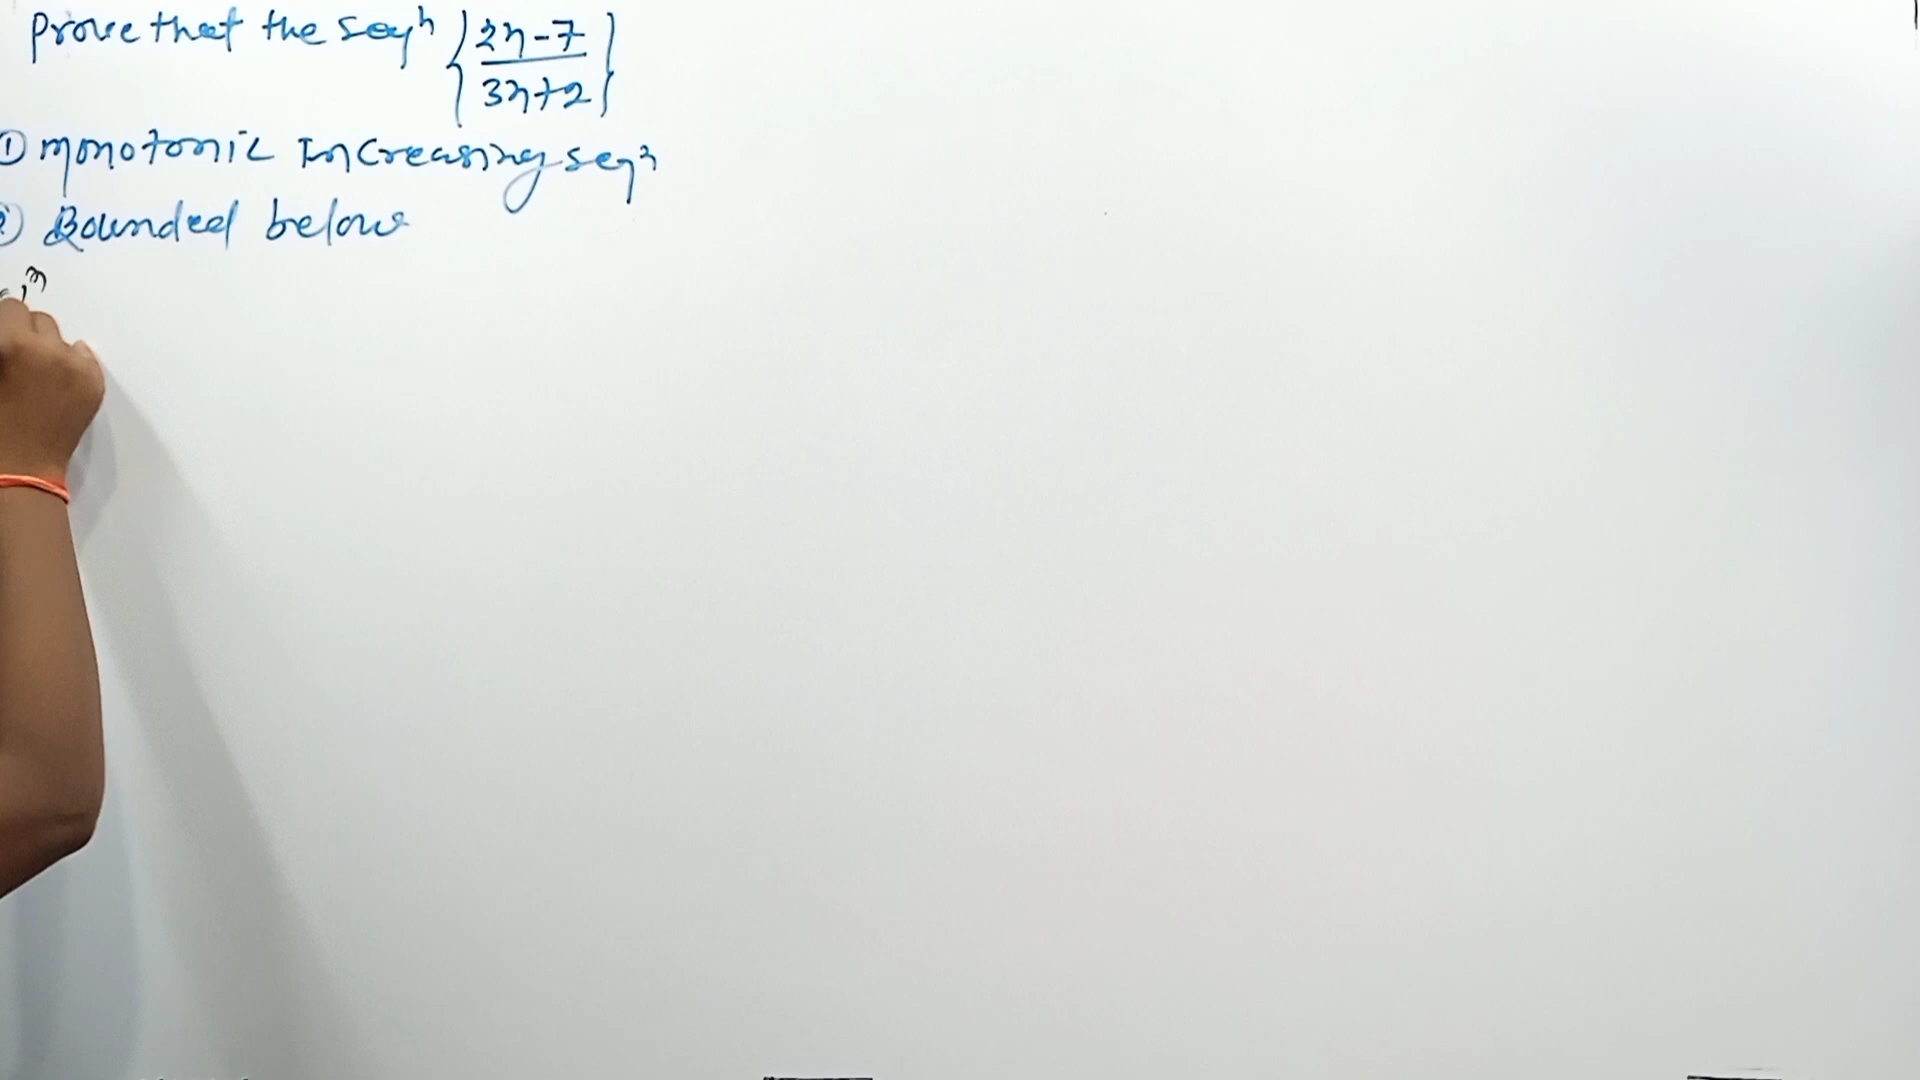 Prove that the seqⁿ {2n-7/3n+2}
① monotonic Increasing seqⁿ
② Bounded below